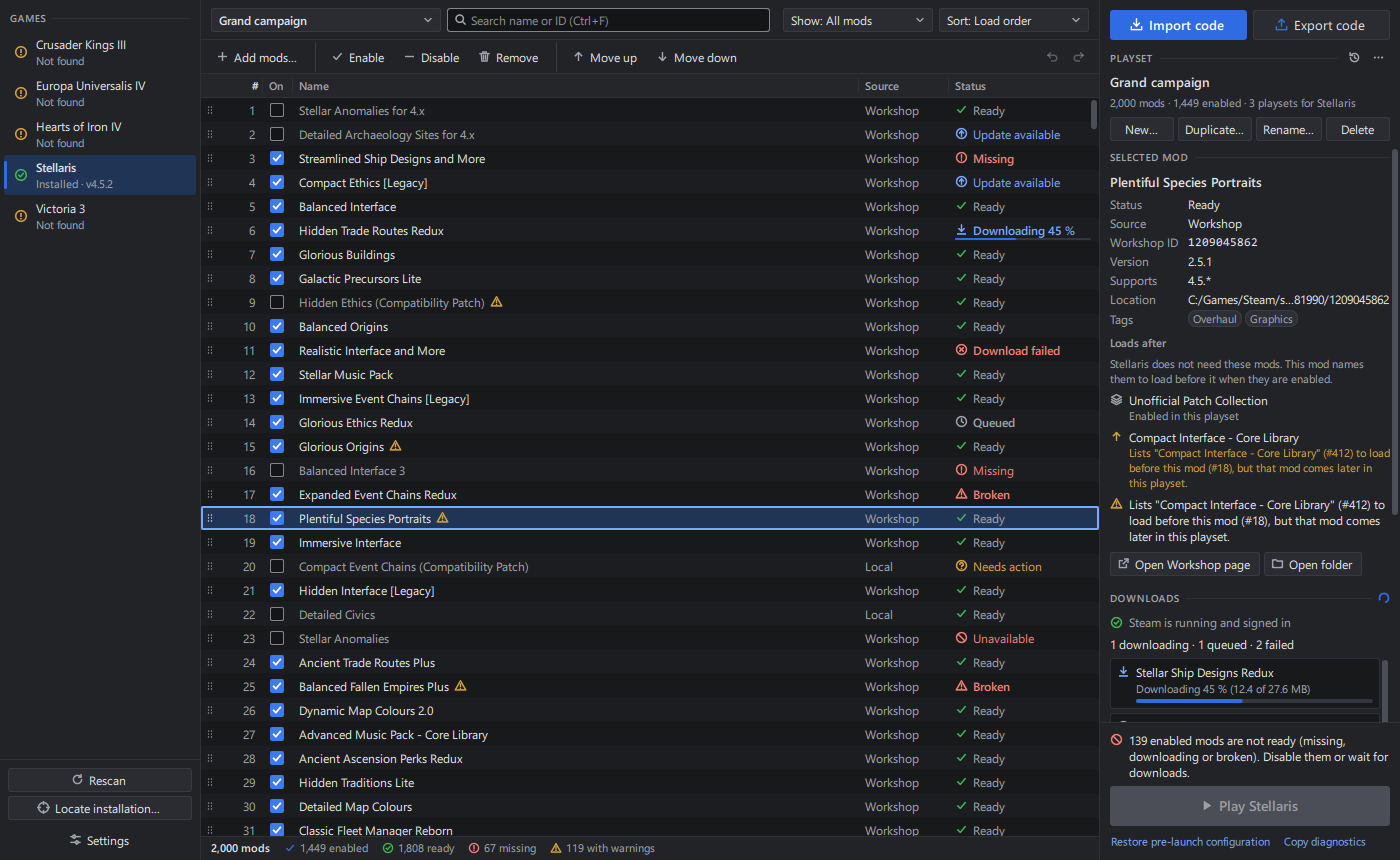 GAMES
Crusader Kings III
Not found
Europa Universalis IV
Not found
Hearts of Iron IV
Not found
Stellaris
Installed · v4.5.2
Victoria 3
Not found
Rescan
Locate installation...
Settings
Grand campaign
Search name or ID (Ctrl+F)
Show: All mods
Sort: Load order
Add mods...
Enable
Disable
Remove
Move up
Move down
# On Name Source Status
1 Stellar Anomalies for 4.x Workshop Ready
2 Detailed Archaeology Sites for 4.x Workshop Update available
3 Streamlined Ship Designs and More Workshop Missing
4 Compact Ethics [Legacy] Workshop Update available
5 Balanced Interface Workshop Ready
6 Hidden Trade Routes Redux Workshop Downloading 45 %
7 Glorious Buildings Workshop Ready
8 Galactic Precursors Lite Workshop Ready
9 Hidden Ethics (Compatibility Patch) Workshop Ready
10 Balanced Origins Workshop Ready
11 Realistic Interface and More Workshop Download failed
12 Stellar Music Pack Workshop Ready
13 Immersive Event Chains [Legacy] Workshop Ready
14 Glorious Ethics Redux Workshop Queued
15 Glorious Origins Workshop Ready
16 Balanced Interface 3 Workshop Missing
17 Expanded Event Chains Redux Workshop Broken
18 Plentiful Species Portraits Workshop Ready
19 Immersive Interface Workshop Ready
20 Compact Event Chains (Compatibility Patch) Local Needs action
21 Hidden Interface [Legacy] Workshop Ready
22 Detailed Civics Local Ready
23 Stellar Anomalies Workshop Unavailable
24 Ancient Trade Routes Plus Workshop Ready
25 Balanced Fallen Empires Plus Workshop Broken
26 Dynamic Map Colours 2.0 Workshop Ready
27 Advanced Music Pack - Core Library Workshop Ready
28 Ancient Ascension Perks Redux Workshop Ready
29 Hidden Traditions Lite Workshop Ready
30 Detailed Map Colours Workshop Ready
31 Classic Fleet Manager Reborn Workshop Ready
2,000 mods 1,449 enabled 1,808 ready 67 missing 119 with warnings
Import code
Export code
PLAYSET
Grand campaign
2,000 mods · 1,449 enabled · 3 playsets for Stellaris
New...
Duplicate...
Rename...
Delete
SELECTED MOD
Plentiful Species Portraits
Status Ready
Source Workshop
Workshop ID 1209045862
Version 2.5.1
Supports 4.5.*
Location C:/Games/Steam/s...81990/1209045862
Tags Overhaul Graphics
Loads after
Stellaris does not need these mods. This mod names
them to load before it when they are enabled.
Unofficial Patch Collection
Enabled in this playset
Compact Interface - Core Library
Lists "Compact Interface - Core Library" (#412) to load
before this mod (#18), but that mod comes later in
this playset.
Lists "Compact Interface - Core Library" (#412) to
load before this mod (#18), but that mod comes
later in this playset.
Open Workshop page
Open folder
DOWNLOADS
Steam is running and signed in
1 downloading · 1 queued · 2 failed
Stellar Ship Designs Redux
Downloading 45 % (12.4 of 27.6 MB)
139 enabled mods are not ready (missing,
downloading or broken). Disable them or wait for
downloads.
Play Stellaris
Restore pre-launch configuration
Copy diagnostics